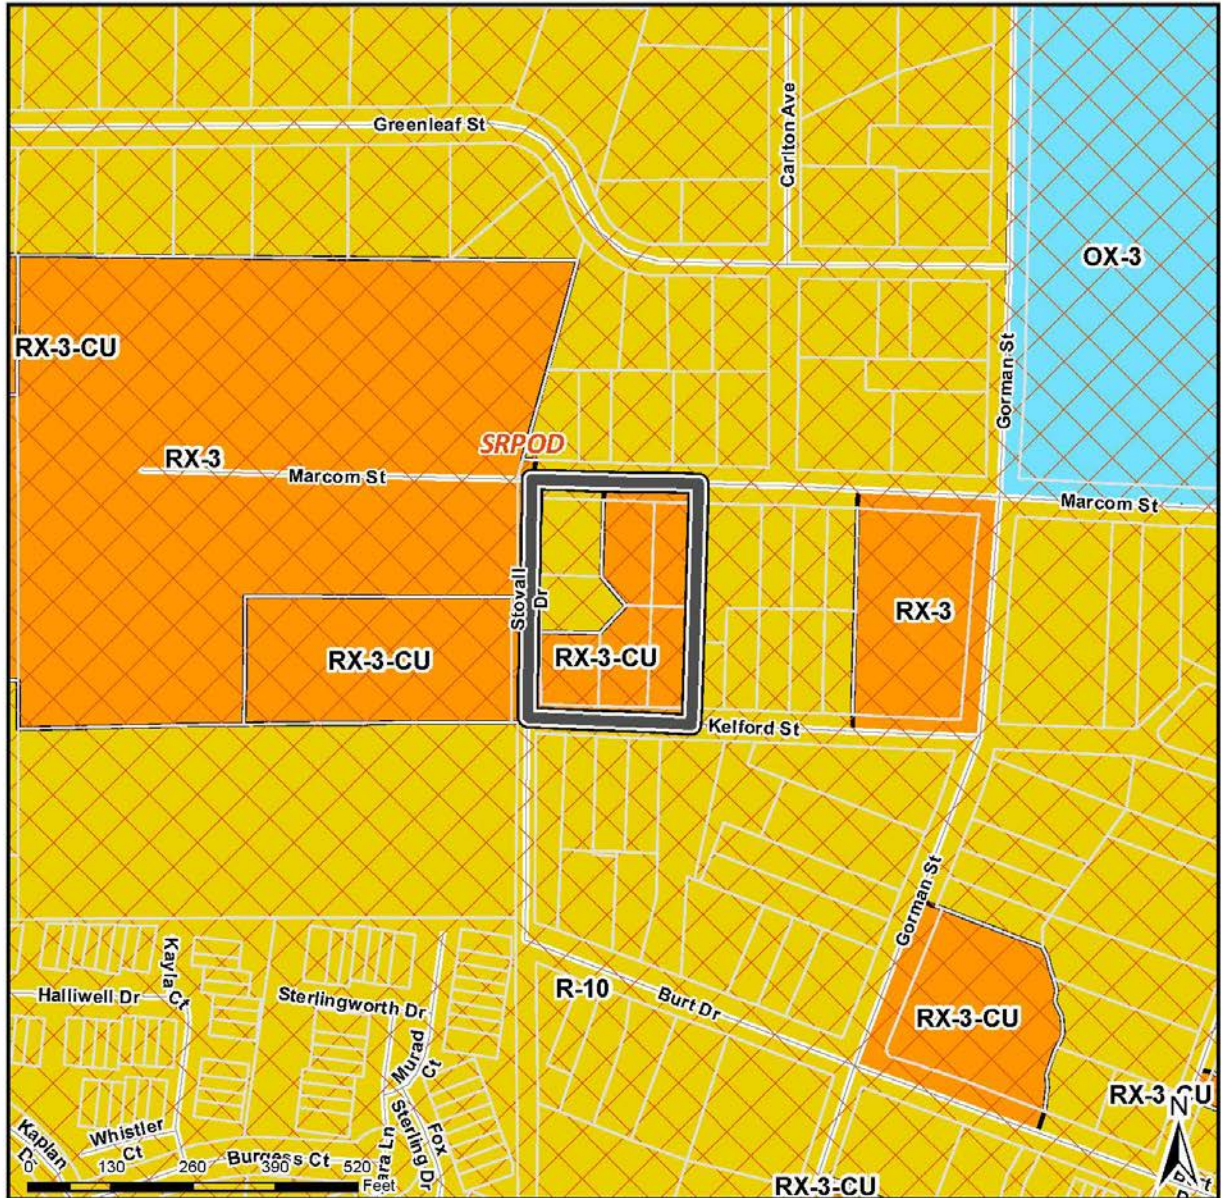 Greenleaf St
Carlton Ave
OX-3
RX-3-CU
Gorman St
SRPOD
RX-3
Marcom St
Marcom St
Stovall
Dr
RX-3
RX-3-CU
RX-3-CU
Kelford St
Gorman St
Kayla Ct
R-10
Halliwell Dr
Sterlingworth Dr
Burt Dr
RX-3-CU
Murad
Ct
RX-3-CU
N
Whistler
Ct
Fox
Sterling Dr
Kaplan
Burgess Ct
0 130 260 390 520
Feet
RX-3-CU